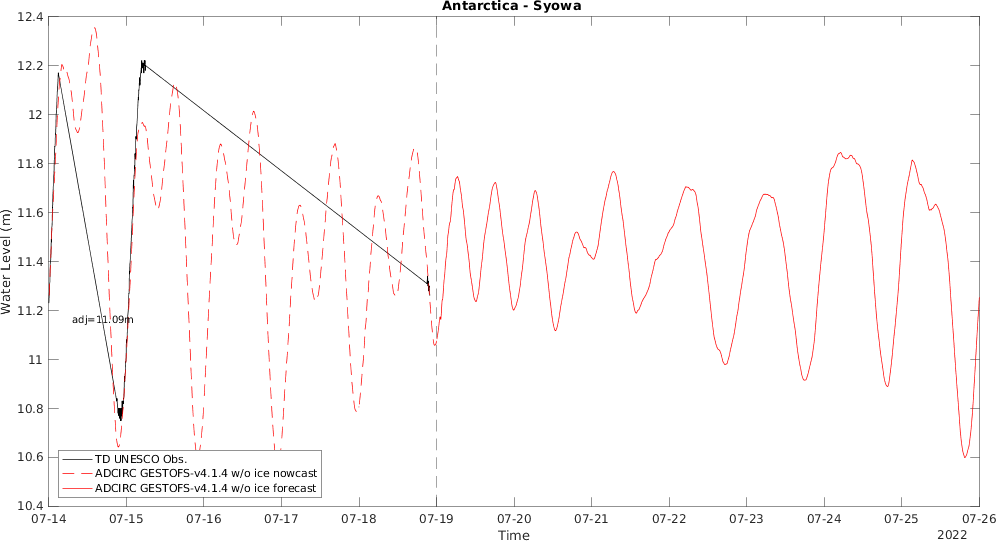 Antarctica - Syowa
12.4
12.2
12
11.8
11.6
11.4
11.2
11
10.8
10.6
10.4
Water Level (m)
adj=11.09m
TD UNESCO Obs.
ADCIRC GESTOFS-v4.1.4 w/o ice nowcast
ADCIRC GESTOFS-v4.1.4 w/o ice forecast
07-14 07-15 07-16 07-17 07-18 07-19 07-20 07-21 07-22 07-23 07-24 07-25 07-26
Time
2022